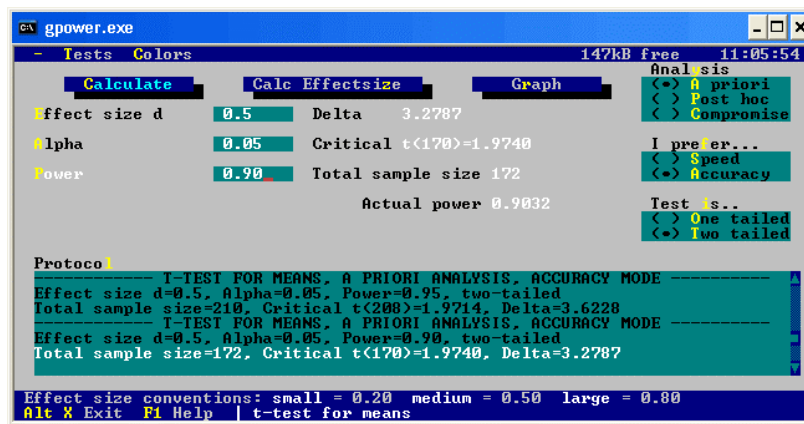 gpower.exe
- Tests Colors 147kB free 11:05:54
Calculate Calc Effectsize Graph
Effect size d 0.5 Delta 3.2787
Alpha 0.05 Critical t(170)=1.9740
Power 0.90_ Total sample size 172
Actual power 0.9032
Analysis
(•) A priori
( ) Post hoc
( ) Compromise
I prefer...
( ) Speed
(•) Accuracy
Test is..
( ) One tailed
(•) Two tailed
Protocol
------------ T-TEST FOR MEANS, A PRIORI ANALYSIS, ACCURACY MODE ----------
Effect size d=0.5, Alpha=0.05, Power=0.95, two-tailed
Total sample size=210, Critical t(208)=1.9714, Delta=3.6228
------------ T-TEST FOR MEANS, A PRIORI ANALYSIS, ACCURACY MODE ----------
Effect size d=0.5, Alpha=0.05, Power=0.90, two-tailed
Total sample size=172, Critical t(170)=1.9740, Delta=3.2787
Effect size conventions: small = 0.20 medium = 0.50 large = 0.80
Alt X Exit F1 Help | t-test for means